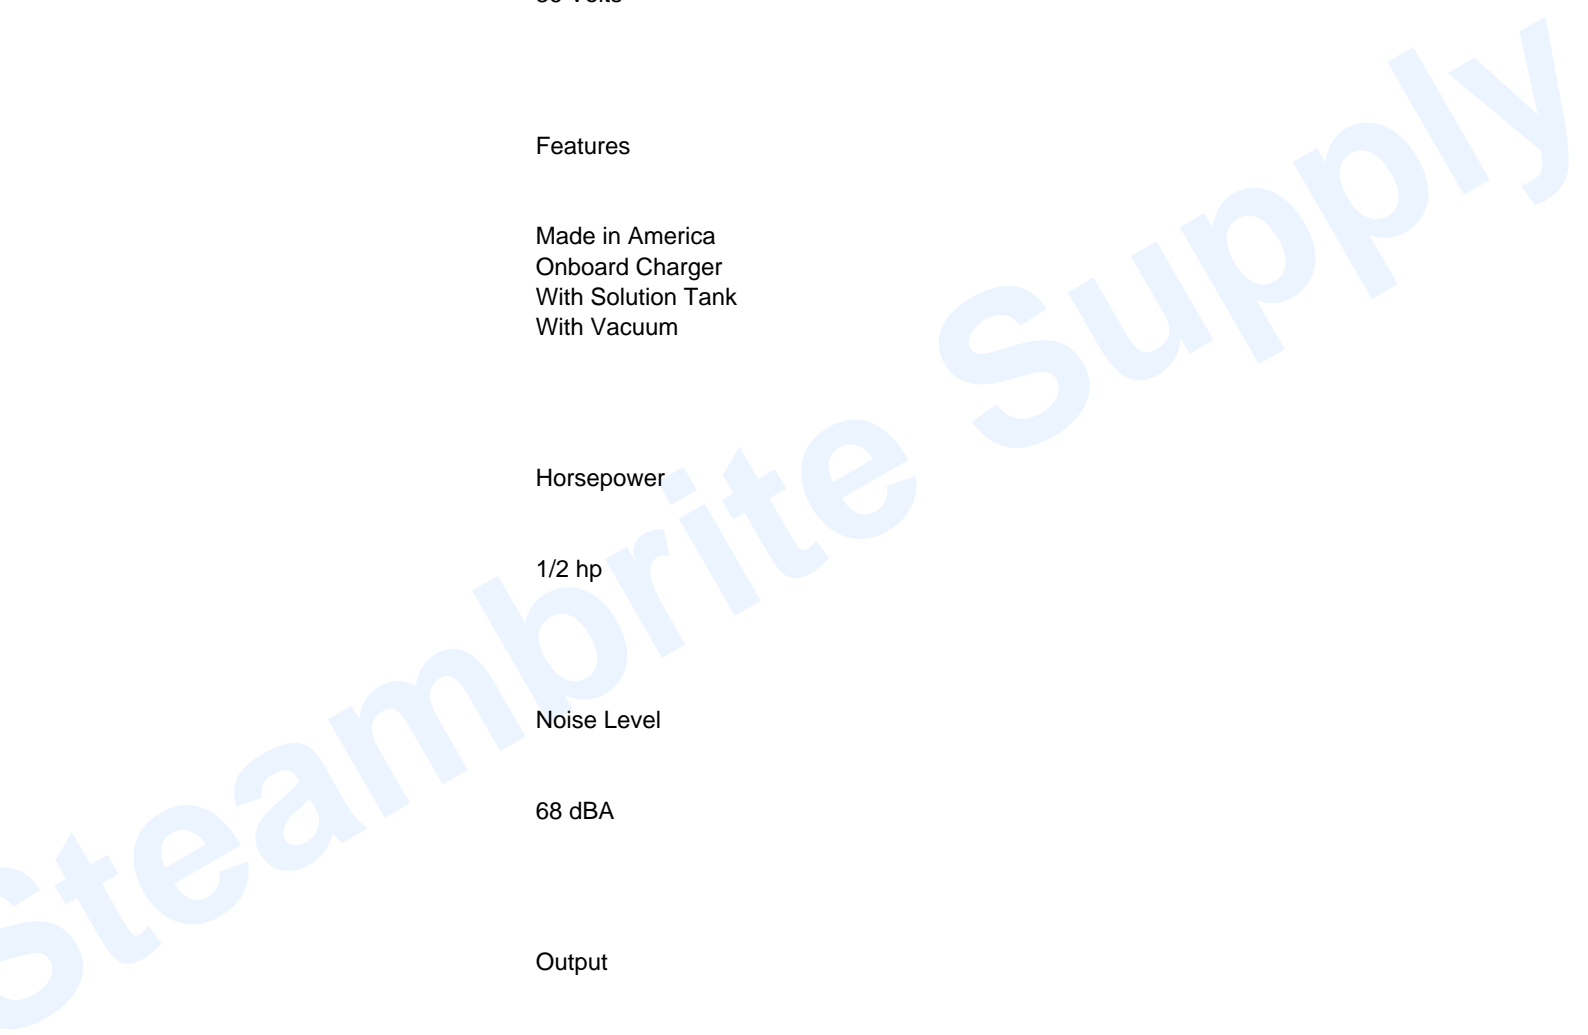 Volts
Features
Made in America
Onboard Charger
With Solution Tank
With Vacuum
Horsepower
1/2 hp
Noise Level
68 dBA
Output
Steambrite Supply